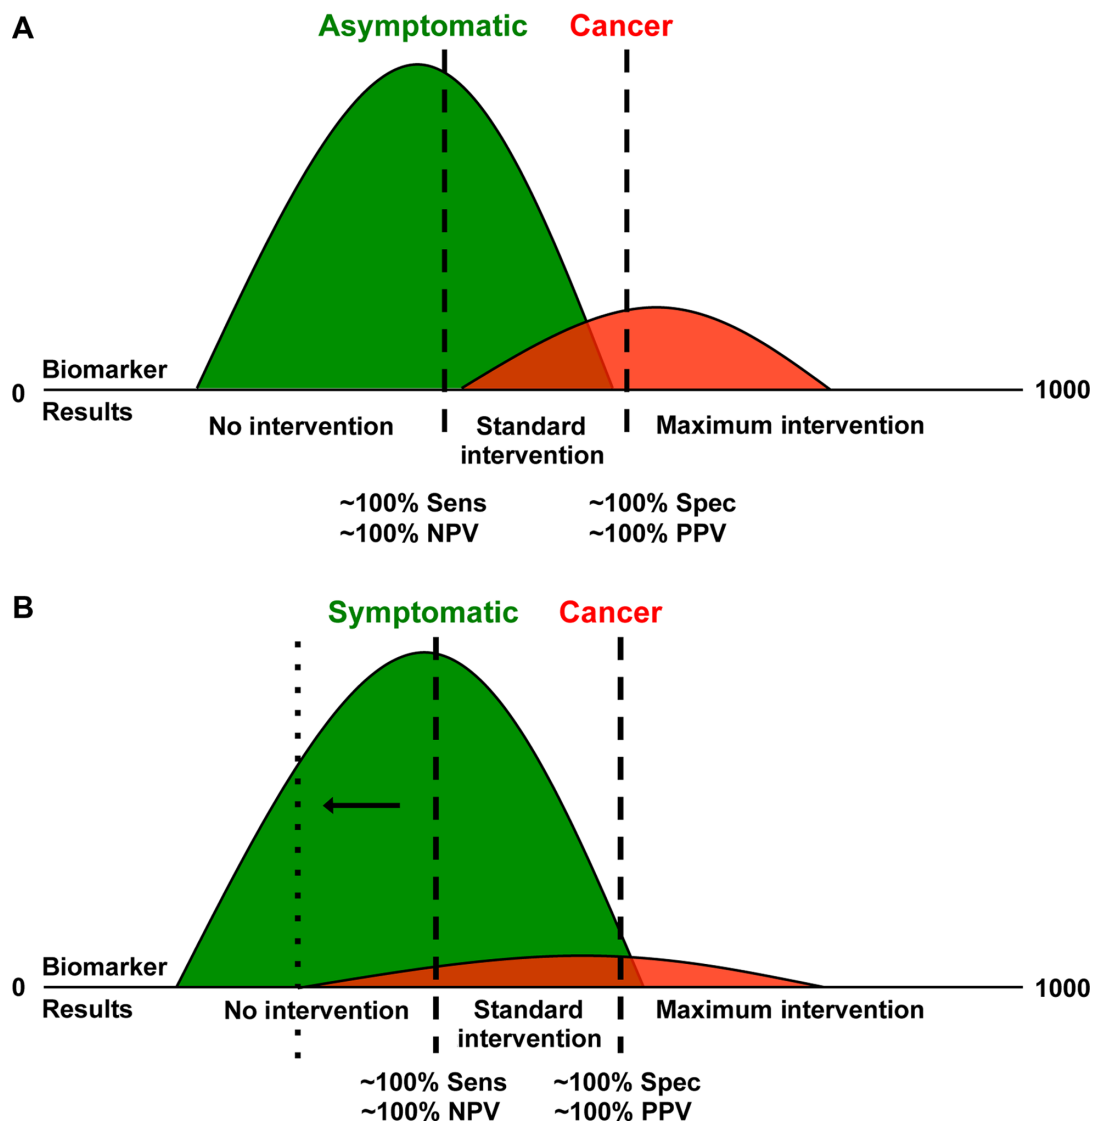 A
Asymptomatic Cancer
Biomarker
0 1000
Results
No intervention Standard Maximum intervention
intervention
~100% Sens ~100% Spec
~100% NPV ~100% PPV
B
Symptomatic Cancer
Biomarker
0 1000
Results
No intervention Standard Maximum intervention
intervention
~100% Sens ~100% Spec
~100% NPV ~100% PPV